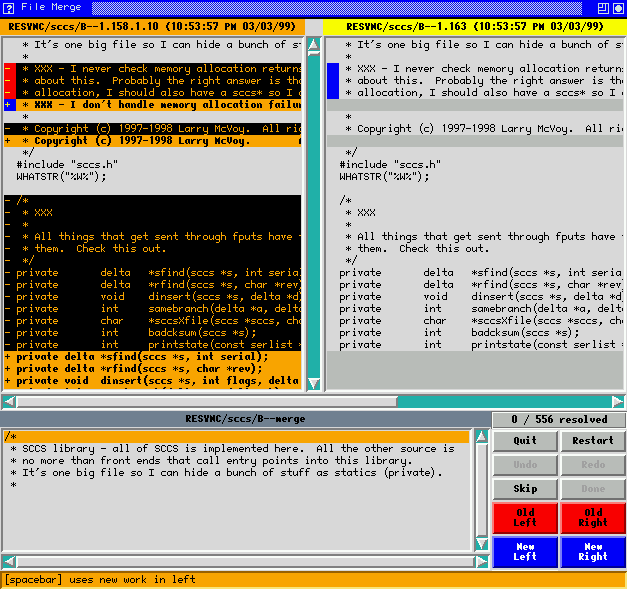 ? File Merge
RESYNC/sccs/B--1.158.1.10 (10:53:57 PM 03/03/99)
* It's one big file so I can hide a bunch of st
- * XXX - I never check memory allocation returns
- * about this.  Probably the right answer is tha
- * allocation, I should also have a sccs* so I c
+ * XXX - I don't handle memory allocation failur
*
- * Copyright (c) 1997-1998 Larry McVoy.  All rig
+ * Copyright (c) 1997-1998 Larry McVoy.
*/
#include "sccs.h"
WHATSTR("%W%");
- /*
- * XXX
- *
- * All things that get sent through fputs have t
- * them.  Check this out.
- */
- private delta *sfind(sccs *s, int serial
- private delta *rfind(sccs *s, char *rev)
- private void dinsert(sccs *s, delta *d)
- private int samebranch(delta *a, delta
- private char *sccsXfile(sccs *sccs, cha
- private int badcksum(sccs *s);
- private int printstate(const serlist *
+ private delta *sfind(sccs *s, int serial);
+ private delta *rfind(sccs *s, char *rev);
+ private void  dinsert(sccs *s, int flags, delta
RESYNC/sccs/B--1.163 (10:53:57 PM 03/03/99)
* It's one big file so I can hide a bunch of
* XXX - I never check memory allocation return
* about this.  Probably the right answer is th
* allocation, I should also have a sccs* so I
*
* Copyright (c) 1997-1998 Larry McVoy.  All ri
*/
#include "sccs.h"
WHATSTR("%W%");
/*
* XXX
*
* All things that get sent through fputs have
* them.  Check this out.
*/
private delta *sfind(sccs *s, int seria
private delta *rfind(sccs *s, char *rev
private void dinsert(sccs *s, delta *d
private int samebranch(delta *a, delt
private char *sccsXfile(sccs *sccs, ch
private int badcksum(sccs *s);
private int printstate(const serlist
RESYNC/sccs/B--merge
/*
* SCCS library - all of SCCS is implemented here.  All the other source is
* no more than front ends that call entry points into this library.
* It's one big file so I can hide a bunch of stuff as statics (private).
*
0 / 556 resolved
Quit Restart
Undo Redo
Skip Done
Old Left
Old Right
New Left
New Right
[spacebar] uses new work in left